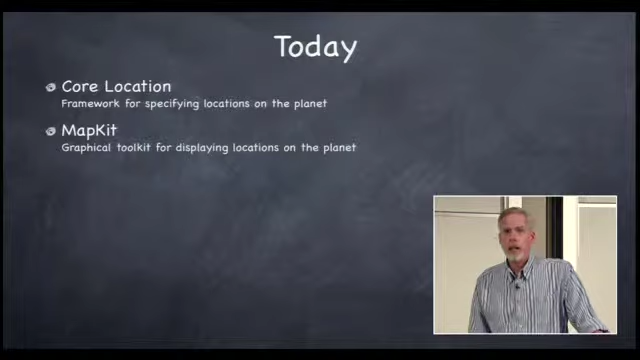 Today
Core Location
Framework for specifying locations on the planet
MapKit
Graphical toolkit for displaying locations on the planet